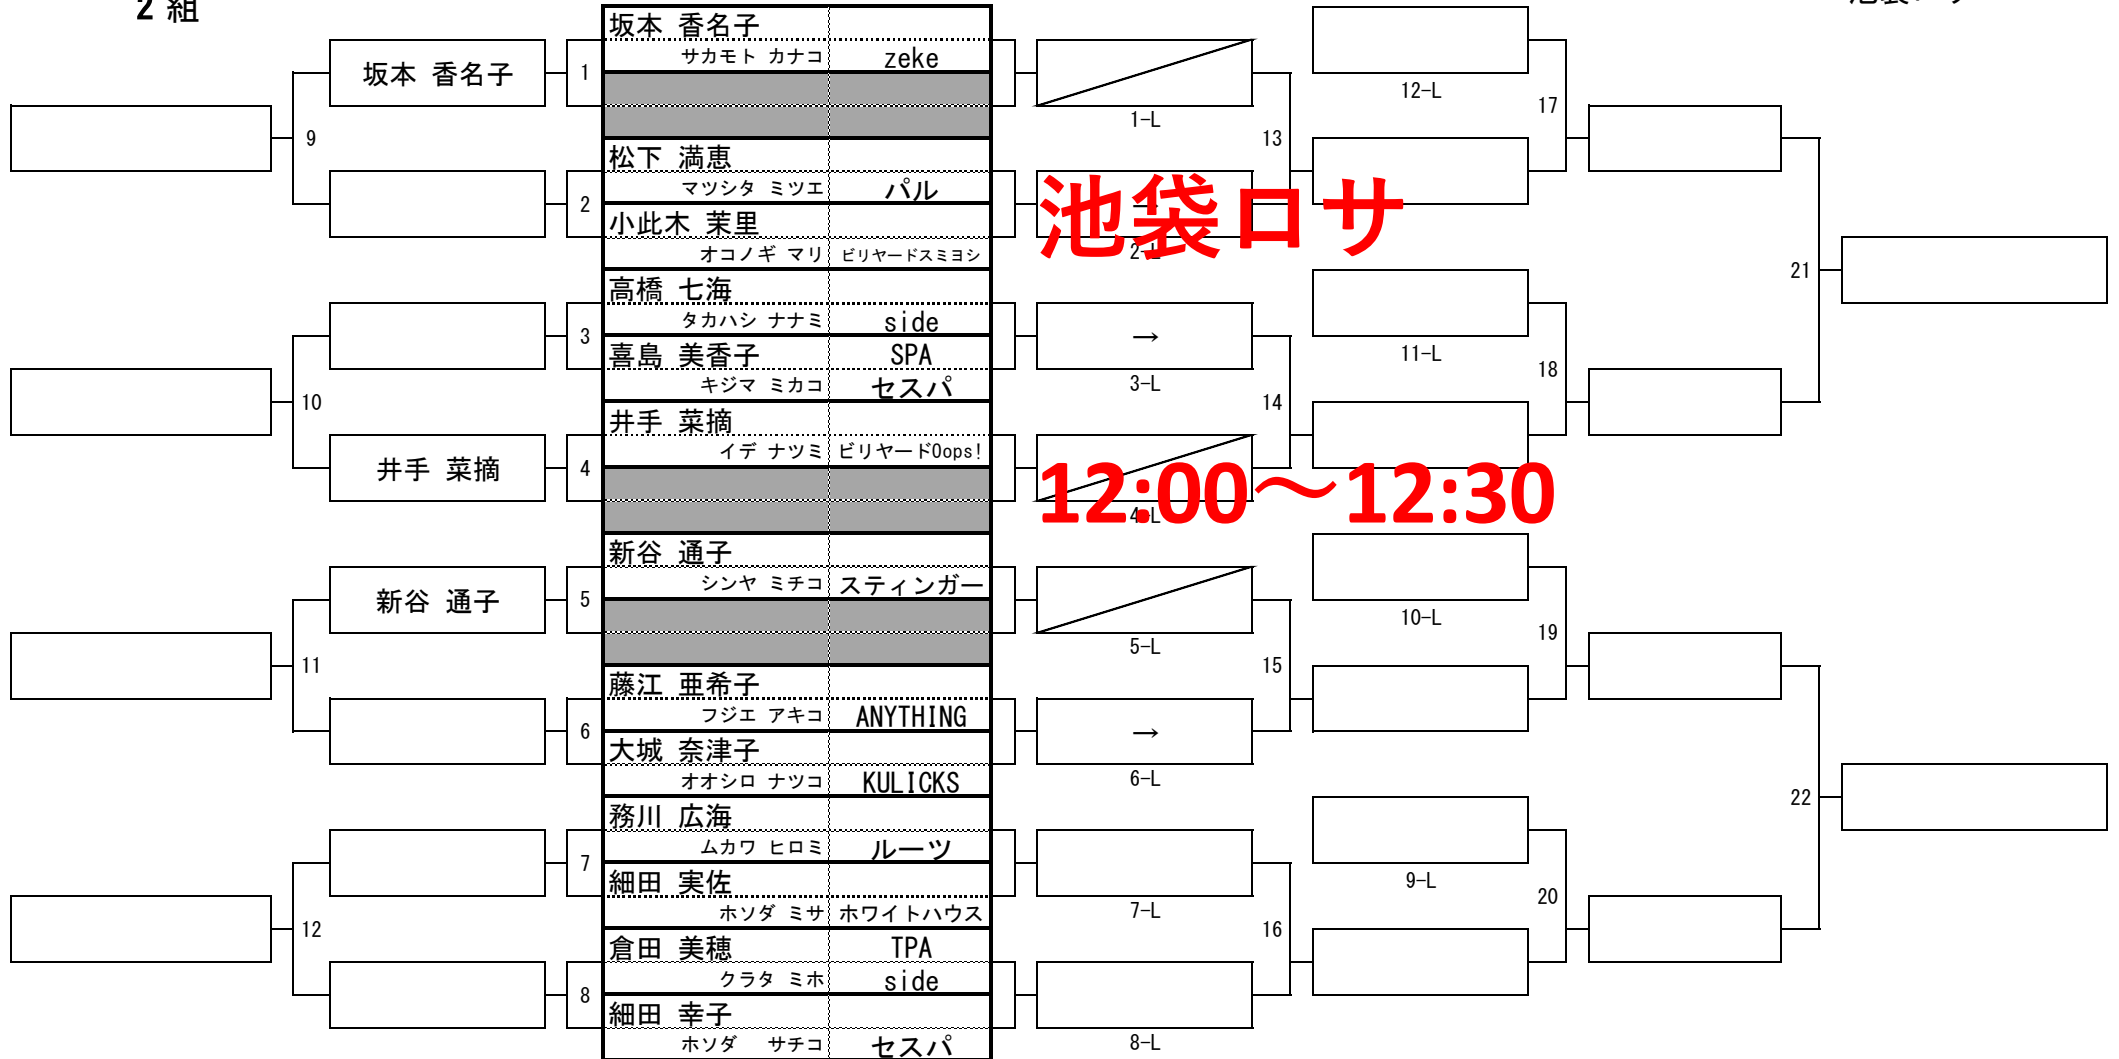 2 組
池袋ロサ
坂本 香名子
サカモト カナコ zeke
坂本 香名子
1
12-L
17
1-L
9
13
松下 満恵
マツシタ ミツエ パル
2
→
小此木 茉里
オコノギ マリ ビリヤードスミヨシ
2-L
池袋ロサ
高橋 七海
21
タカハシ ナナミ side
3
→
喜島 美香子 SPA
11-L
18
キジマ ミカコ セスパ
3-L
10
14
井手 菜摘
イデ ナツミ ビリヤードOops!
井手 菜摘
4
4-L
12:00～12:30
新谷 通子
シンヤ ミチコ スティンガー
新谷 通子
5
10-L
19
5-L
11
15
藤江 亜希子
フジエ アキコ ANYTHING
6
→
大城 奈津子
オオシロ ナツコ KULICKS
6-L
22
務川 広海
ムカワ ヒロミ ルーツ
7
細田 実佐
9-L
20
ホソダ ミサ ホワイトハウス
7-L
12
16
倉田 美穂 TPA
クラタ ミホ side
8
細田 幸子
ホソダ サチコ セスパ
8-L